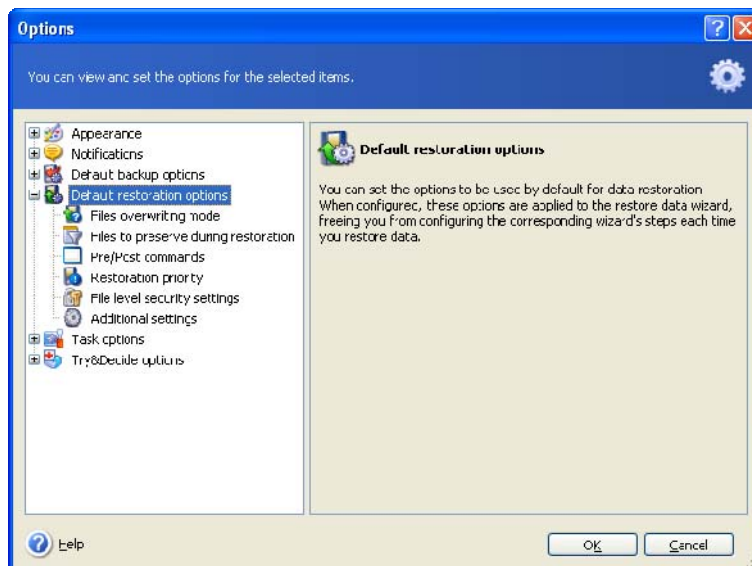 Options
You can view and set the options for the selected items.
Appearance
Notifications
Default backup options
Default restoration options
Files overwriting mode
Files to preserve during restoration
Pre/Post commands
Restoration priority
File level security settings
Additional settings
Task options
Try&Decide options
Default restoration options
You can set the options to be used by default for data restoration
When configured, these options are applied to the restore data wizard,
freeing you from configuring the corresponding wizard's steps each time
you restore data.
Help
OK
Cancel